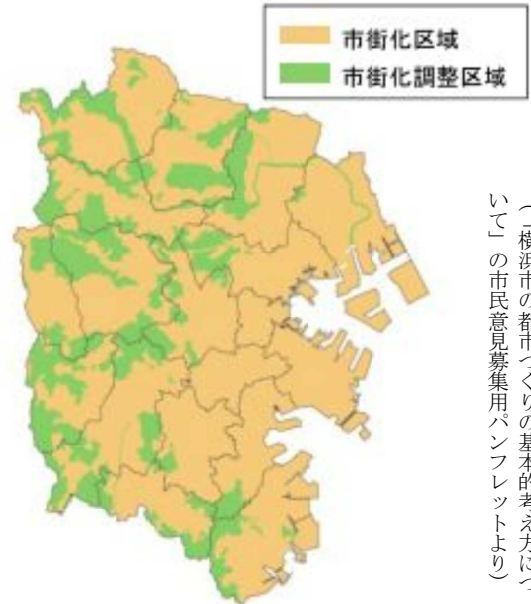 市街化区域
市街化調整区域
(「横浜市の都市づくりの基本的考え方につ
いて」の市民意見募集用パンフレットより)